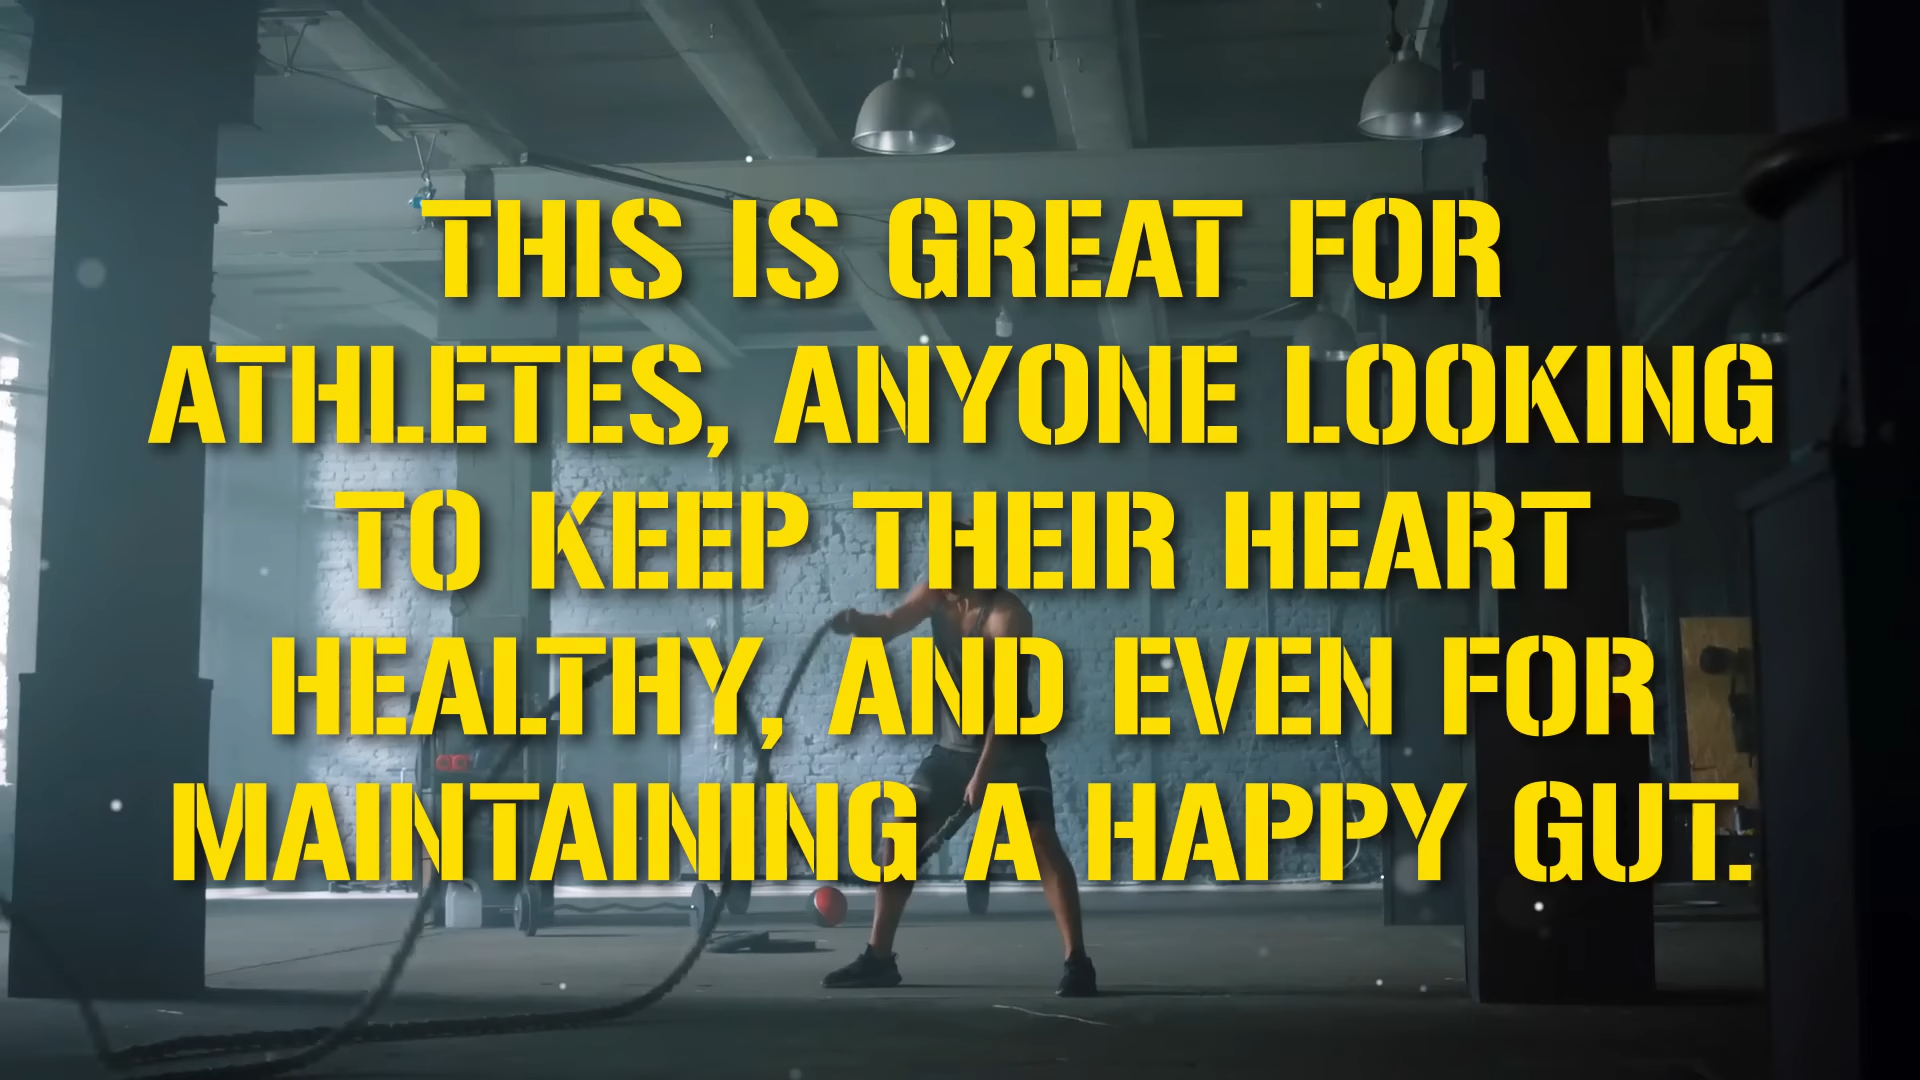 THIS IS GREAT FOR
ATHLETES, ANYONE LOOKING
TO KEEP THEIR HEART
HEALTHY, AND EVEN FOR
MAINTAINING A HAPPY GUT.